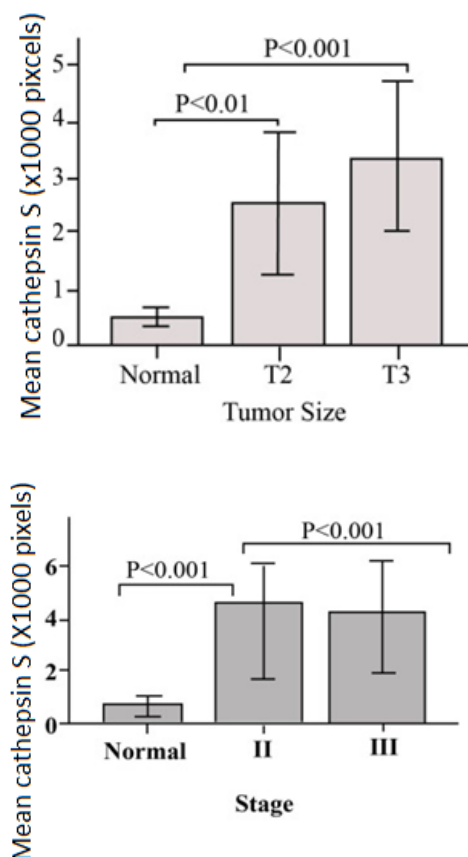 Mean cathepsin S (x1000 pixcels)
5
4
3
2
1
0
P<0.001
P<0.01
Normal T2 T3
Tumor Size
Mean cathepsin S (X1000 pixels)
6
4
2
0
P<0.001
P<0.001
Normal II III
Stage